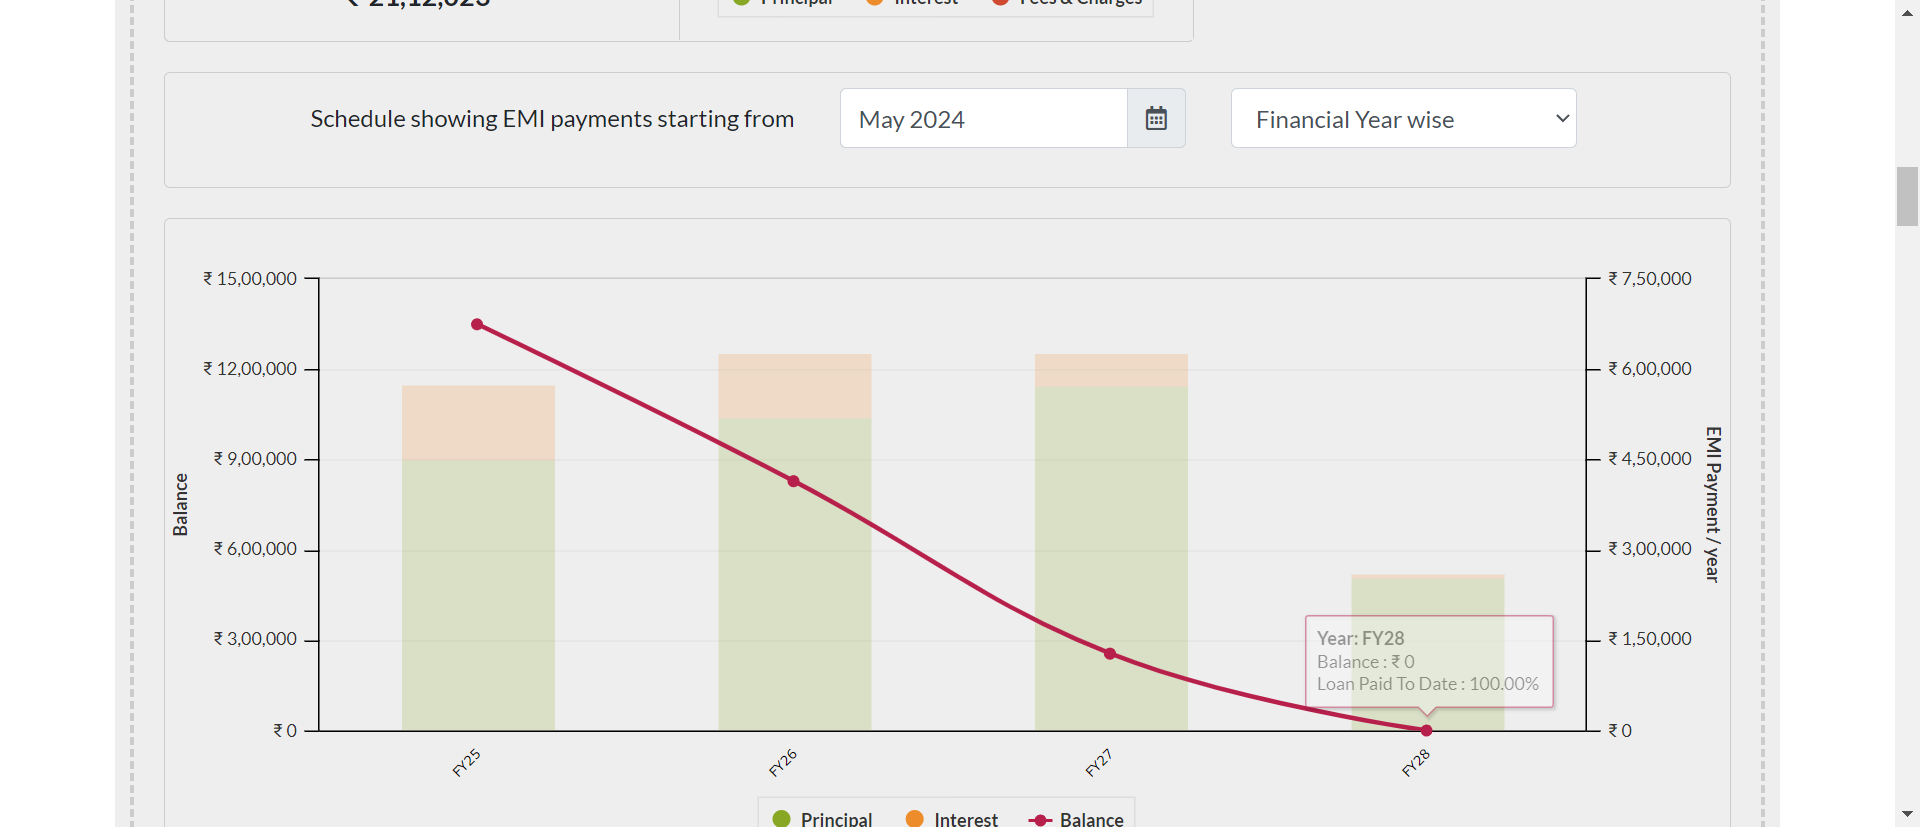 ₹ 21,12,023
Principal Interest Fees & Charges
Schedule showing EMI payments starting from May 2024 Financial Year wise
₹ 15,00,000
₹ 12,00,000
₹ 9,00,000
₹ 6,00,000
₹ 3,00,000
₹ 0
Balance
₹ 7,50,000
₹ 6,00,000
₹ 4,50,000
₹ 3,00,000
₹ 1,50,000
₹ 0
EMI Payment / year
Year: FY28
Balance : ₹ 0
Loan Paid To Date : 100.00%
FY25 FY26 FY27 FY28
Principal Interest Balance